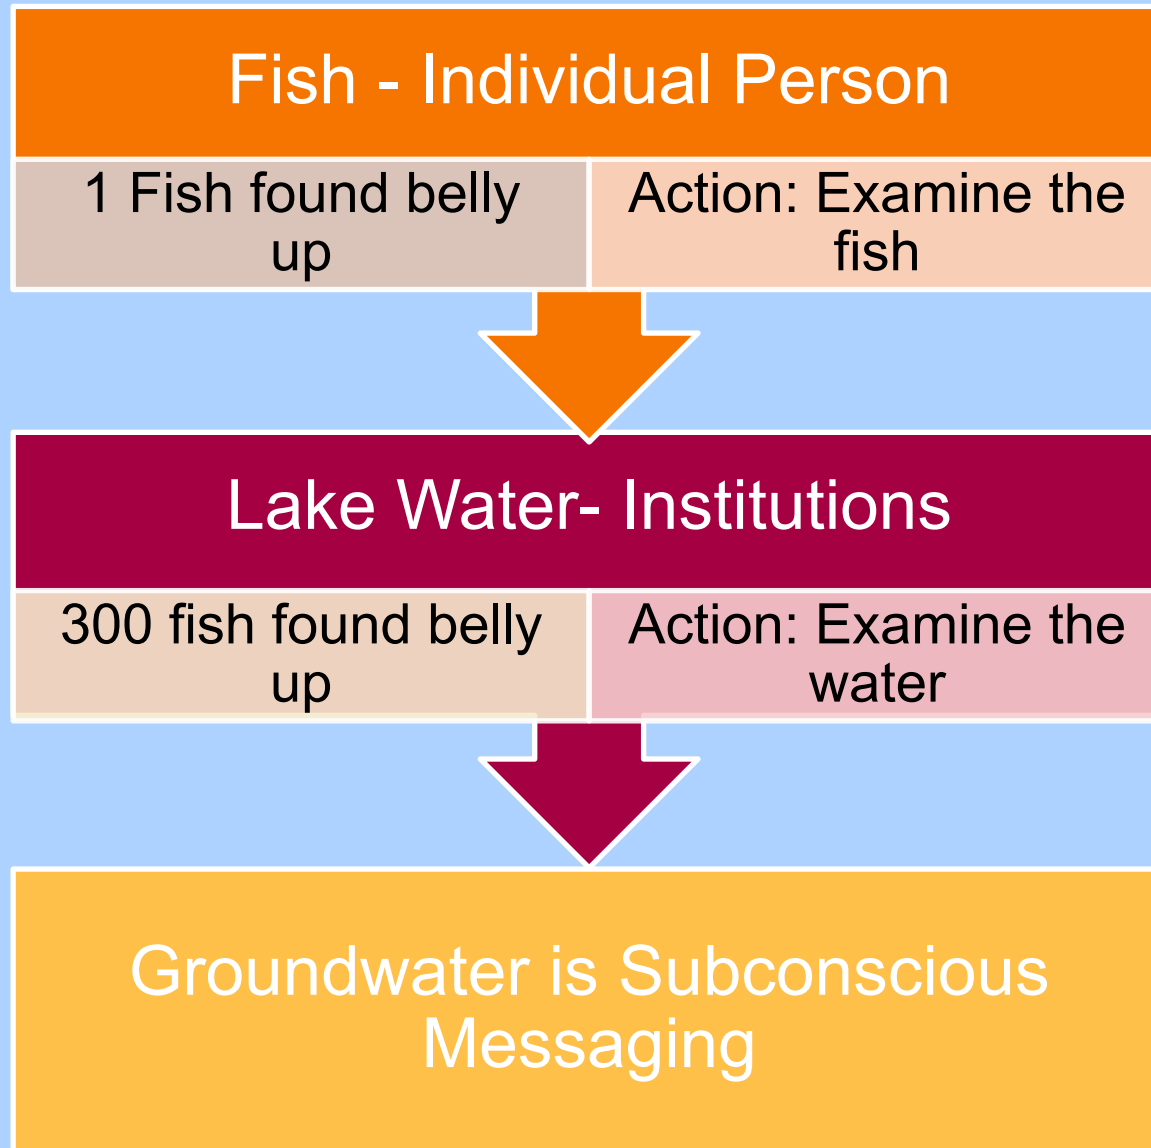 Fish - Individual Person
1 Fish found belly
up
Action: Examine the
fish
Lake Water- Institutions
300 fish found belly
up
Action: Examine the
water
Groundwater is Subconscious
Messaging